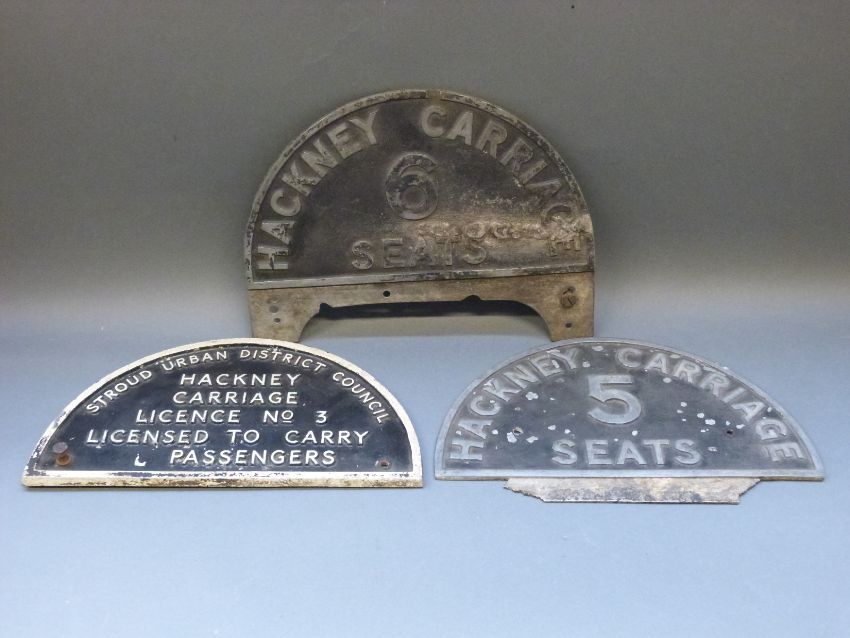 HACKNEY CARRIAGE
6
SEATS
STROUD URBAN DISTRICT COUNCIL
HACKNEY
CARRIAGE
LICENCE Nº 3
LICENSED TO CARRY
PASSENGERS
HACKNEY CARRIAGE
5
SEATS